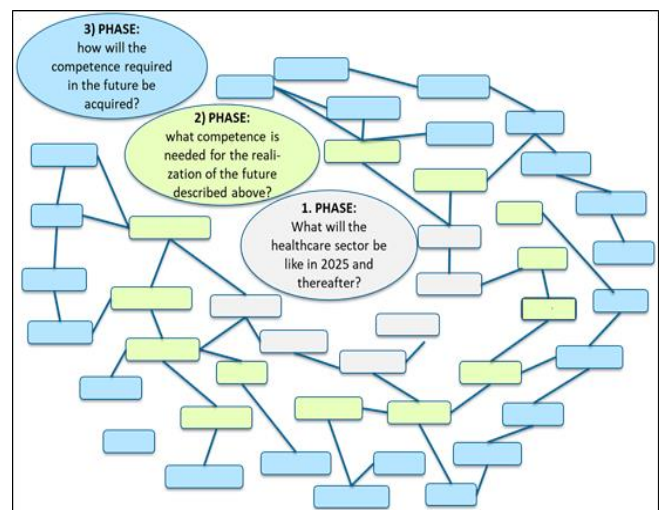 3) PHASE:
how will the
competence required
in the future be
acquired?
2) PHASE:
what competence is
needed for the reali-
zation of the future
described above?
1. PHASE:
What will the
healthcare sector be
like in 2025 and
thereafter?